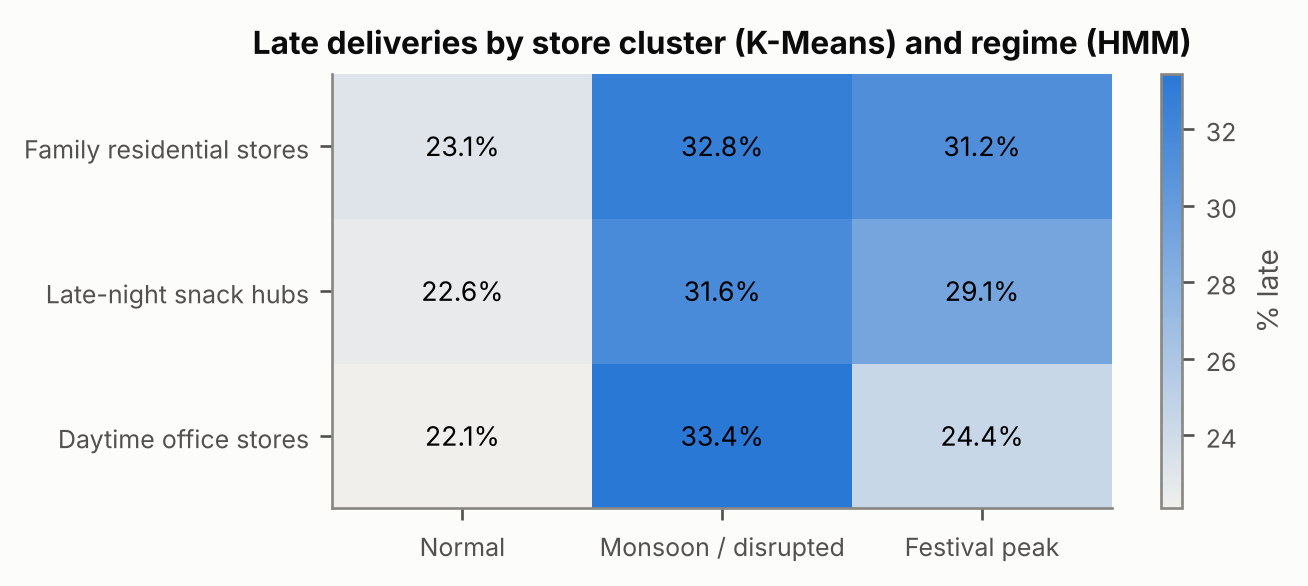 Late deliveries by store cluster (K-Means) and regime (HMM)
Family residential stores 23.1% 32.8% 31.2%
Late-night snack hubs 22.6% 31.6% 29.1%
Daytime office stores 22.1% 33.4% 24.4%
Normal Monsoon / disrupted Festival peak
32
30
28
26
24
% late